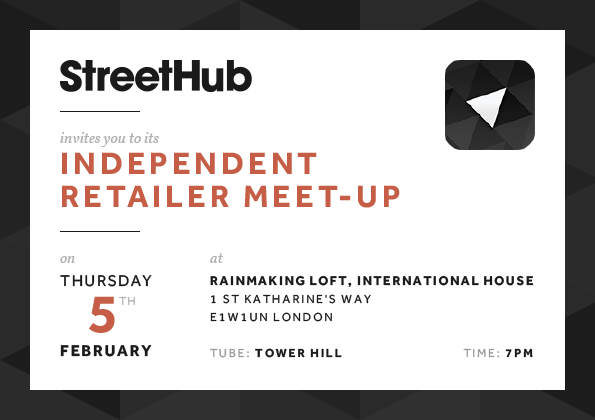 StreetHub
invites you to its
INDEPENDENT
RETAILER MEET-UP
on
THURSDAY
5TH
FEBRUARY
at
RAINMAKING LOFT, INTERNATIONAL HOUSE
1 ST KATHARINE'S WAY
E1W1UN LONDON
TUBE: TOWER HILL
TIME: 7PM